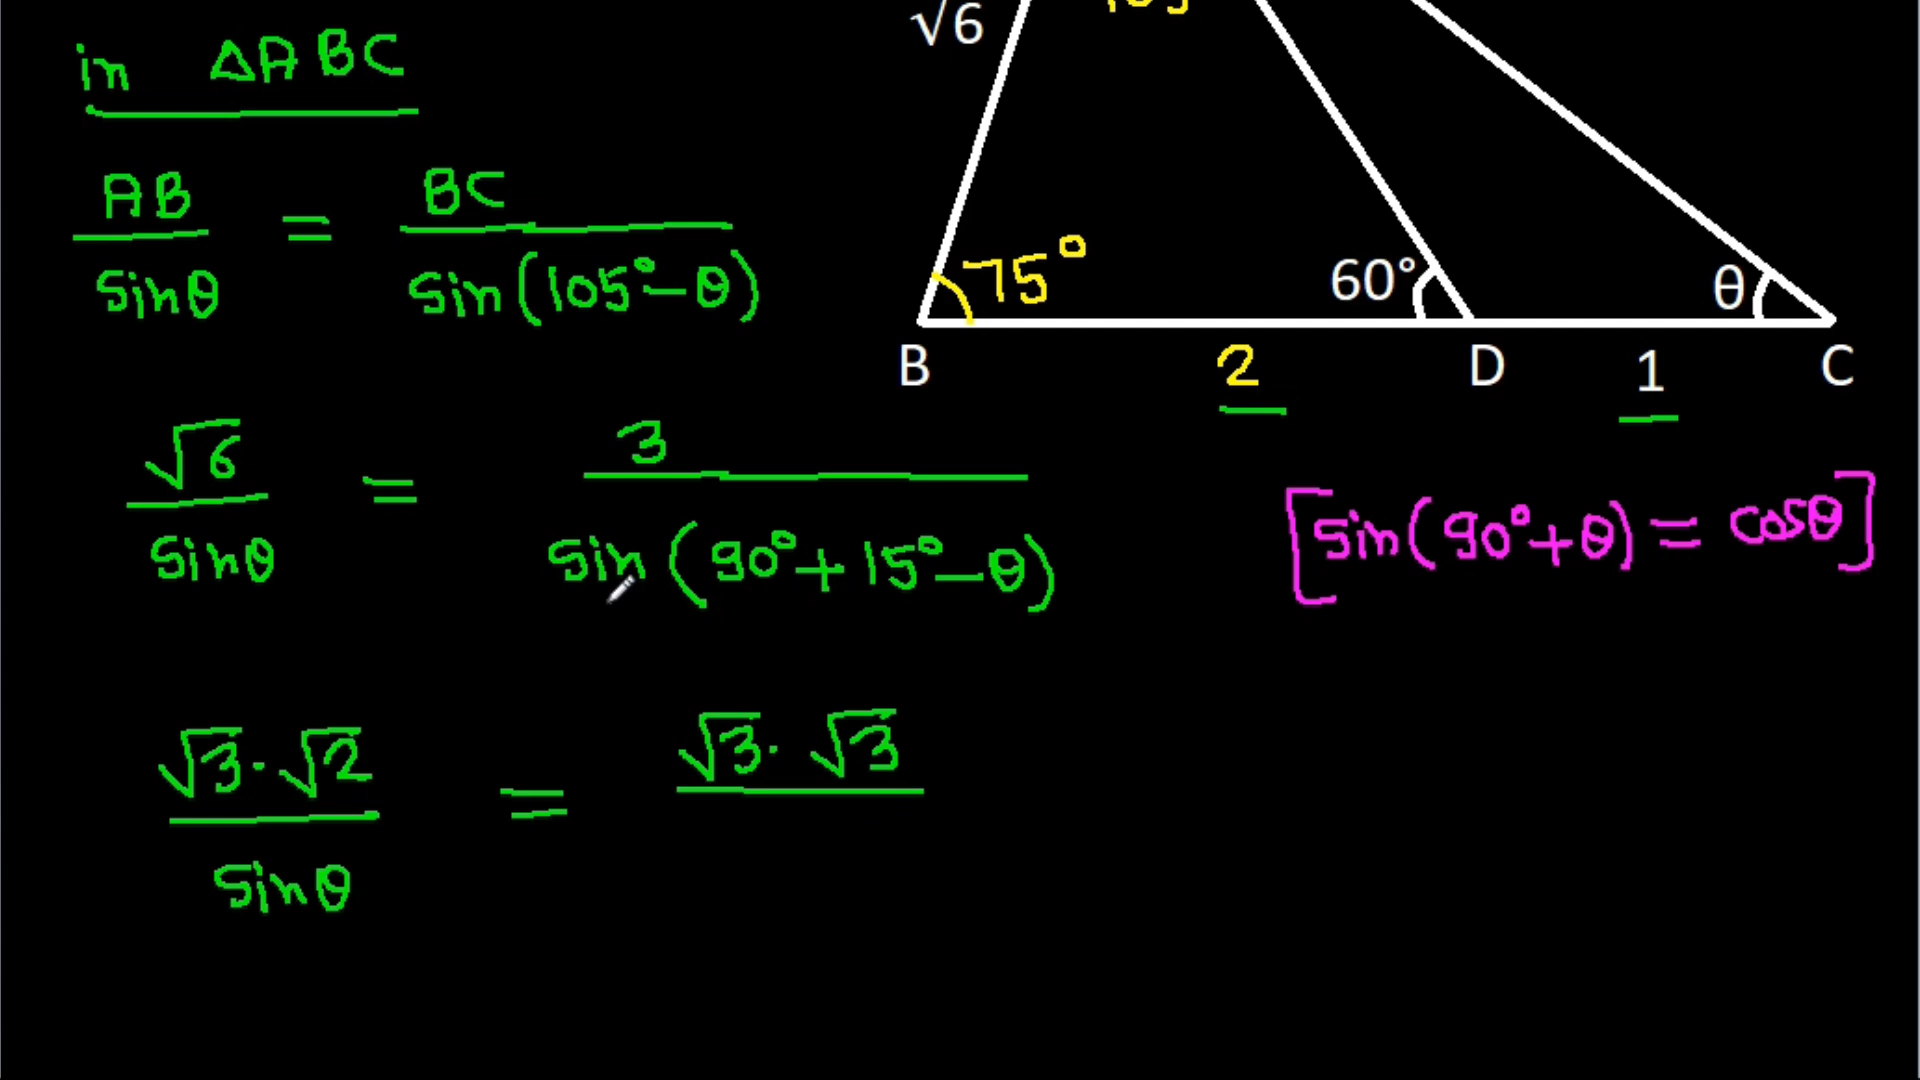 in ΔABC
√6
AB/sinθ = BC/sin(105°-θ)
75° 60° θ
B 2 D 1 C
√6/sinθ = 3/sin(90°+15°-θ)
[sin(90°+θ) = cosθ]
√3·√2/sinθ = √3·√3